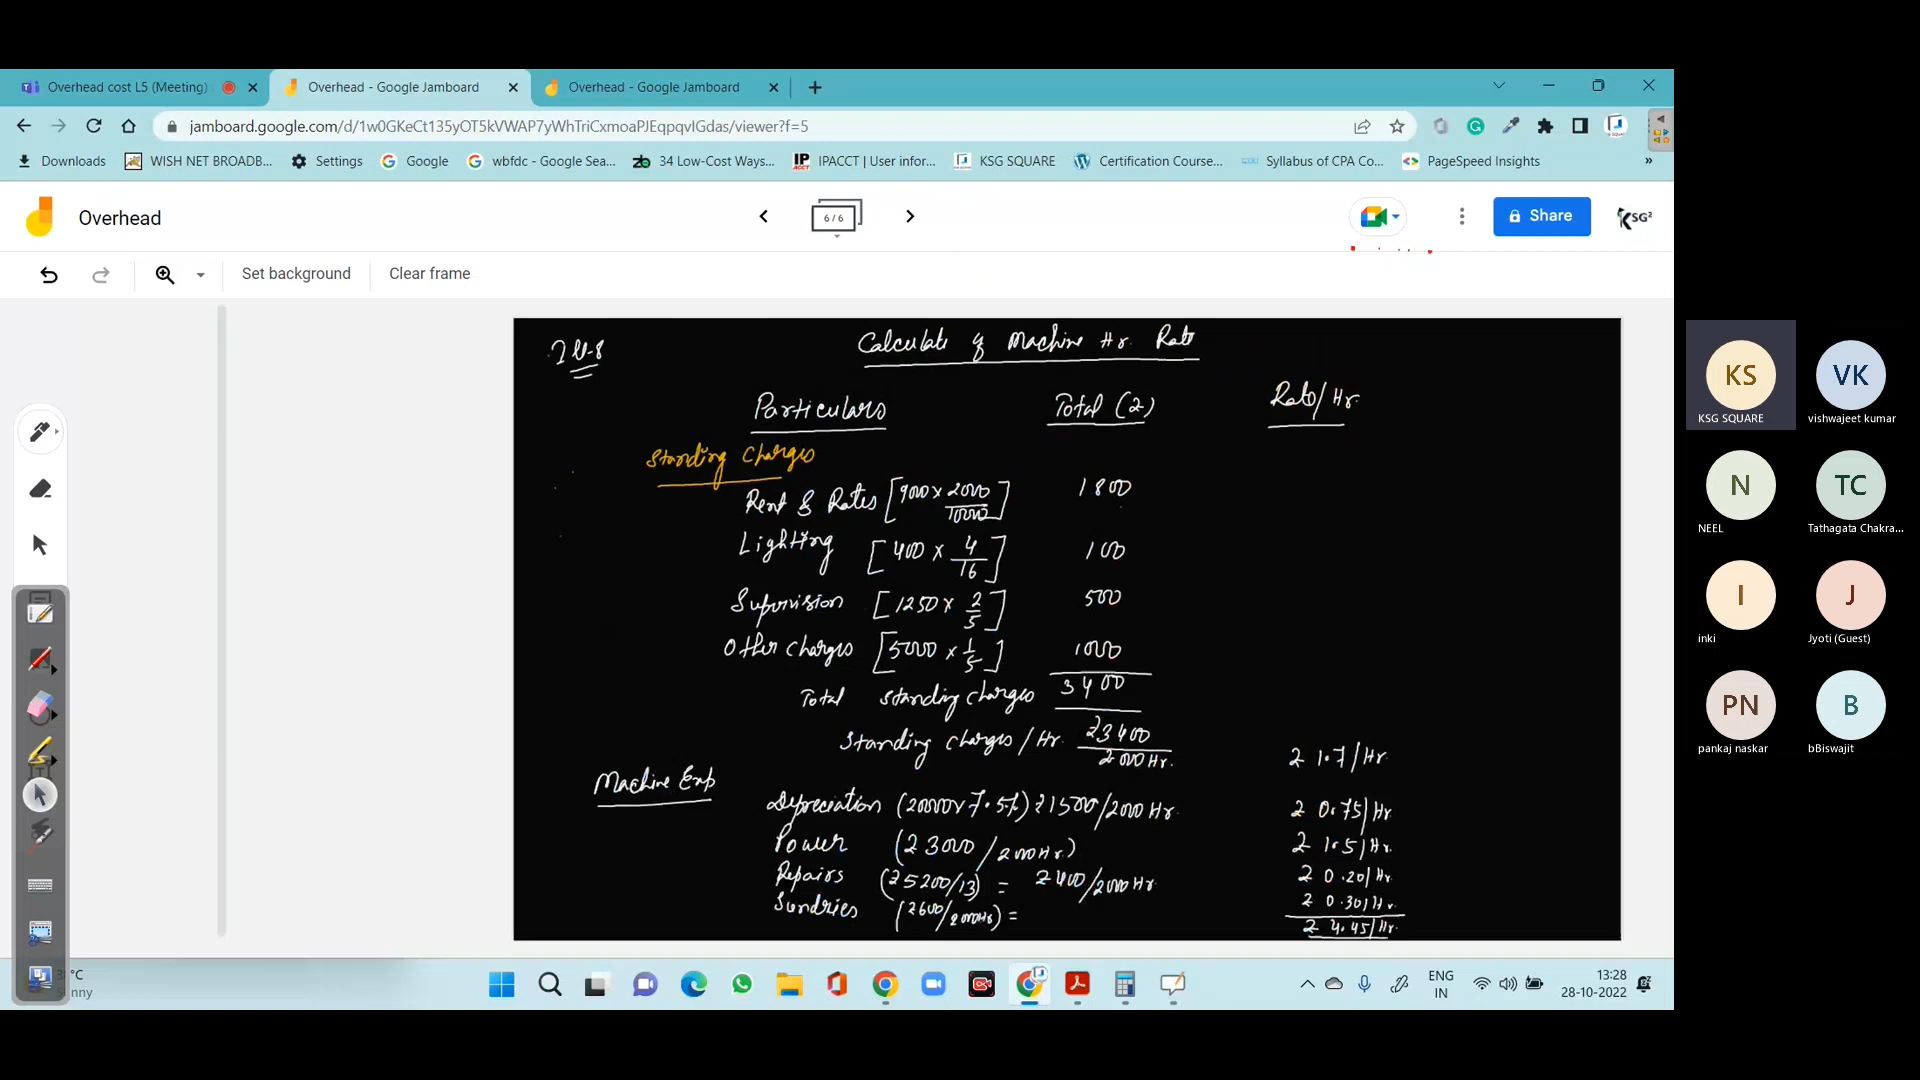 Overhead cost L5 (Meeting)
Overhead - Google Jamboard
Overhead - Google Jamboard
jamboard.google.com/d/1w0GKeCt135yOT5kVWAP7yWhTriCxmoaPJEqpqvIGdas/viewer?f=5
Downloads
WISH NET BROADB...
Settings
Google
wbfdc - Google Sea...
34 Low-Cost Ways...
IPACCT | User infor...
KSG SQUARE
Certification Course...
Syllabus of CPA Co...
PageSpeed Insights
»
Overhead
6 / 6
Share
KSG²
Set background
Clear frame
Ill-8
Calculate of Machine Hr. Rate
Particulars Total (₹) Rate/Hr.
Standing Charges
Rent & Rates [9000 x 2000/10000] 1800
Lighting [400 x 4/16] 100
Supervision [1250 x 2/5] 500
Other charges [5000 x 1/5] 1000
Total standing charges 3400
Standing charges/Hr. ₹3400/2000 Hr. ₹ 1.7/Hr.
Machine Exp
Depreciation (20000 x 7.5%) ₹1500/2000 Hr. ₹ 0.75/Hr.
Power (₹3000/2000Hr.) ₹ 1.5/Hr.
Repairs (₹5200/13) = ₹400/2000 Hr. ₹ 0.20/Hr.
Sundries (₹600/2000Hr) = ₹ 0.30/Hr.
₹ 4.45/Hr.
KS
KSG SQUARE
VK
vishwajeet kumar
N
NEEL
TC
Tathagata Chakra...
I
inki
J
Jyoti (Guest)
PN
pankaj naskar
B
bBiswajit
ENG
IN
13:28
28-10-2022